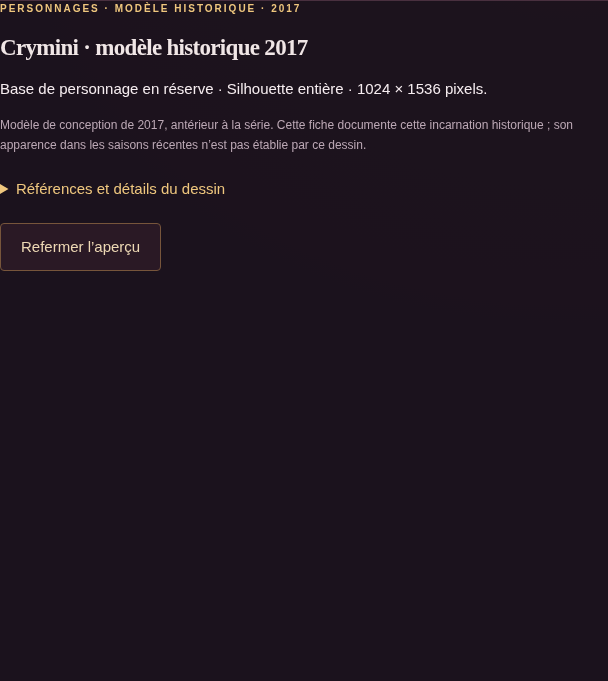 PERSONNAGES · MODÈLE HISTORIQUE · 2017
Crymini · modèle historique 2017
Base de personnage en réserve · Silhouette entière · 1024 × 1536 pixels.
Modèle de conception de 2017, antérieur à la série. Cette fiche documente cette incarnation historique ; son
apparence dans les saisons récentes n'est pas établie par ce dessin.
Références et détails du dessin
Refermer l'aperçu